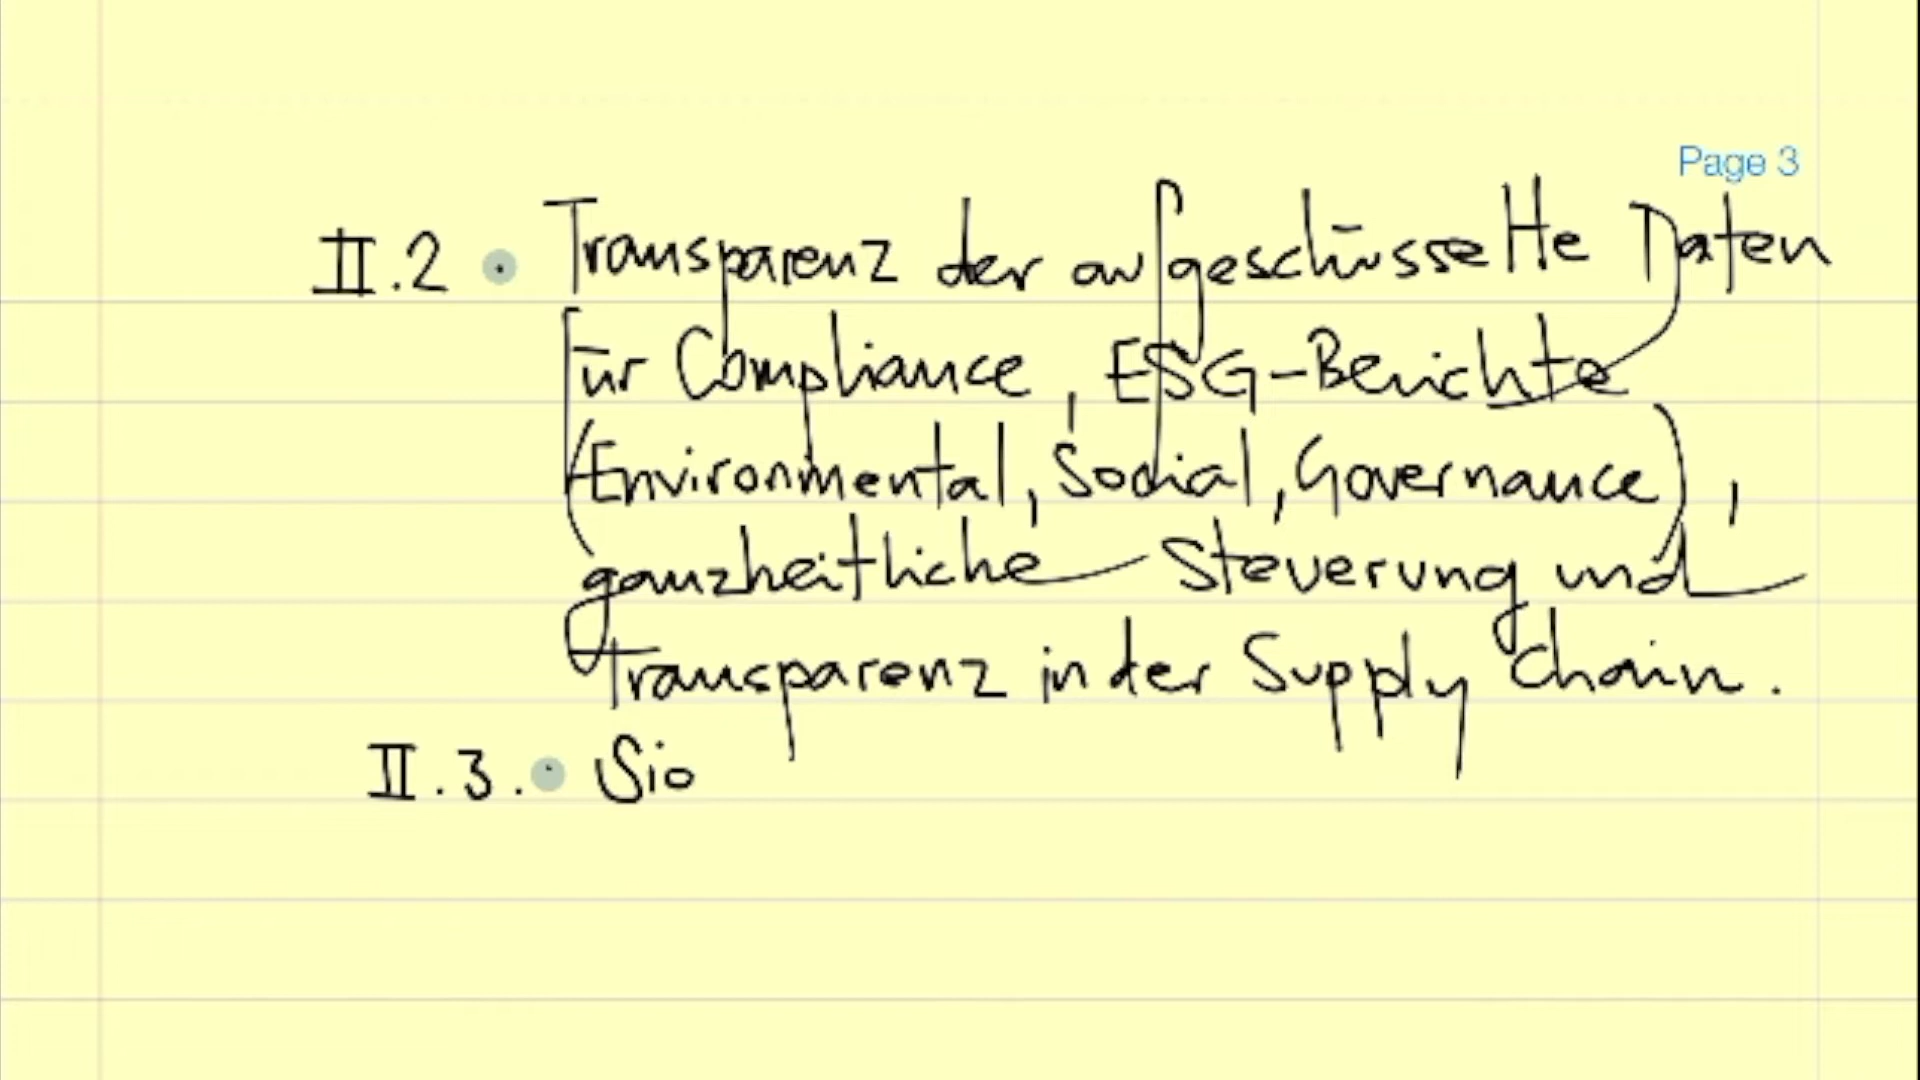 Page 3
II.2 • Transparenz der aufgeschlüsselte Daten
für Compliance, ESG-Berichte
(Environmental, Social, Governance),
ganzheitliche Steuerung und
Transparenz in der Supply Chain.
II.3. • Sio